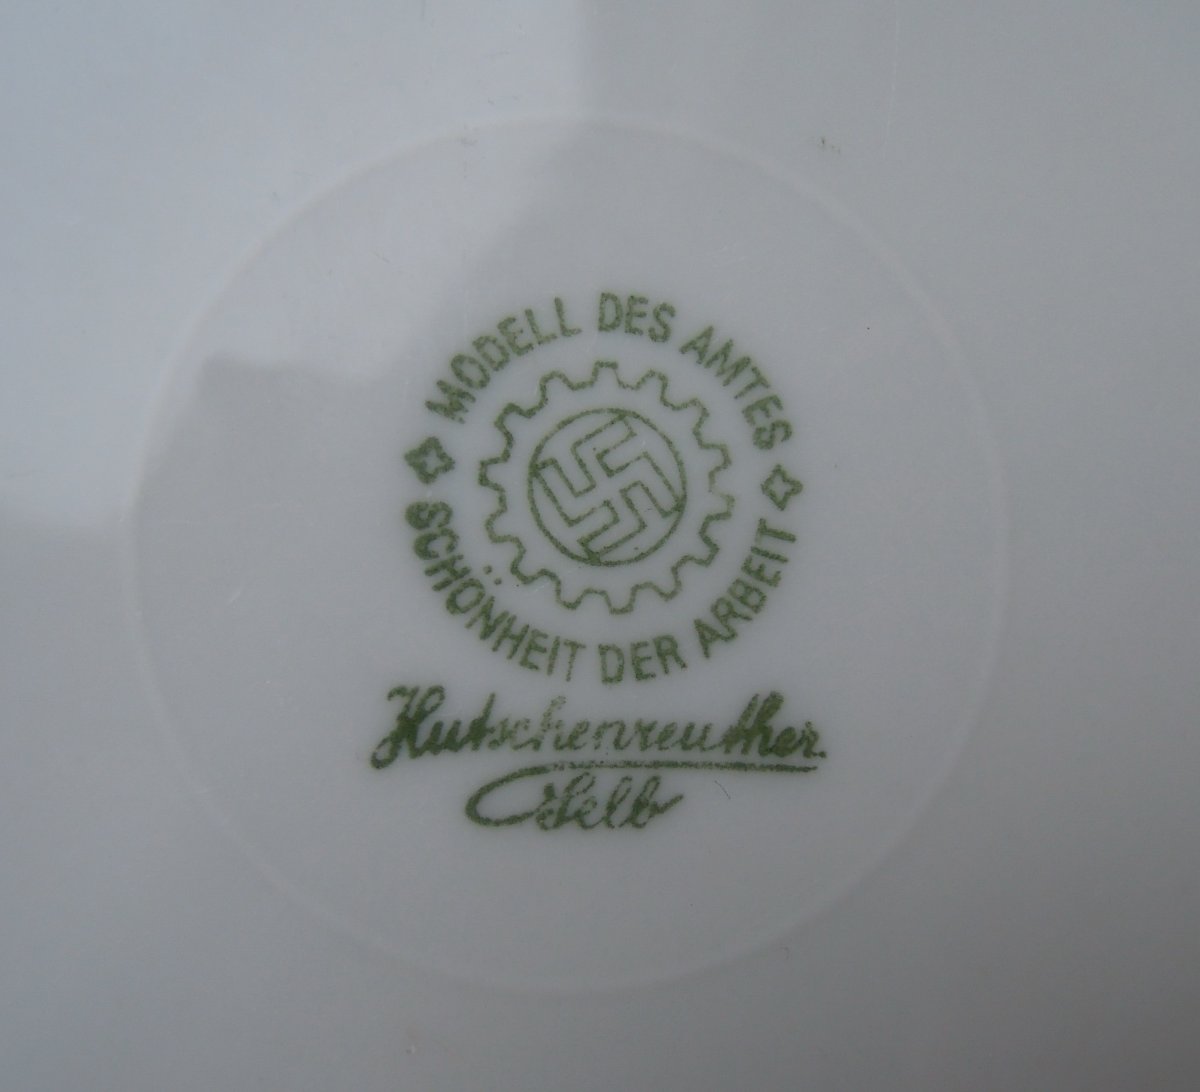 MODELL DES AMTES
SCHÖNHEIT DER ARBEIT
Hutschenreuther.
Selb